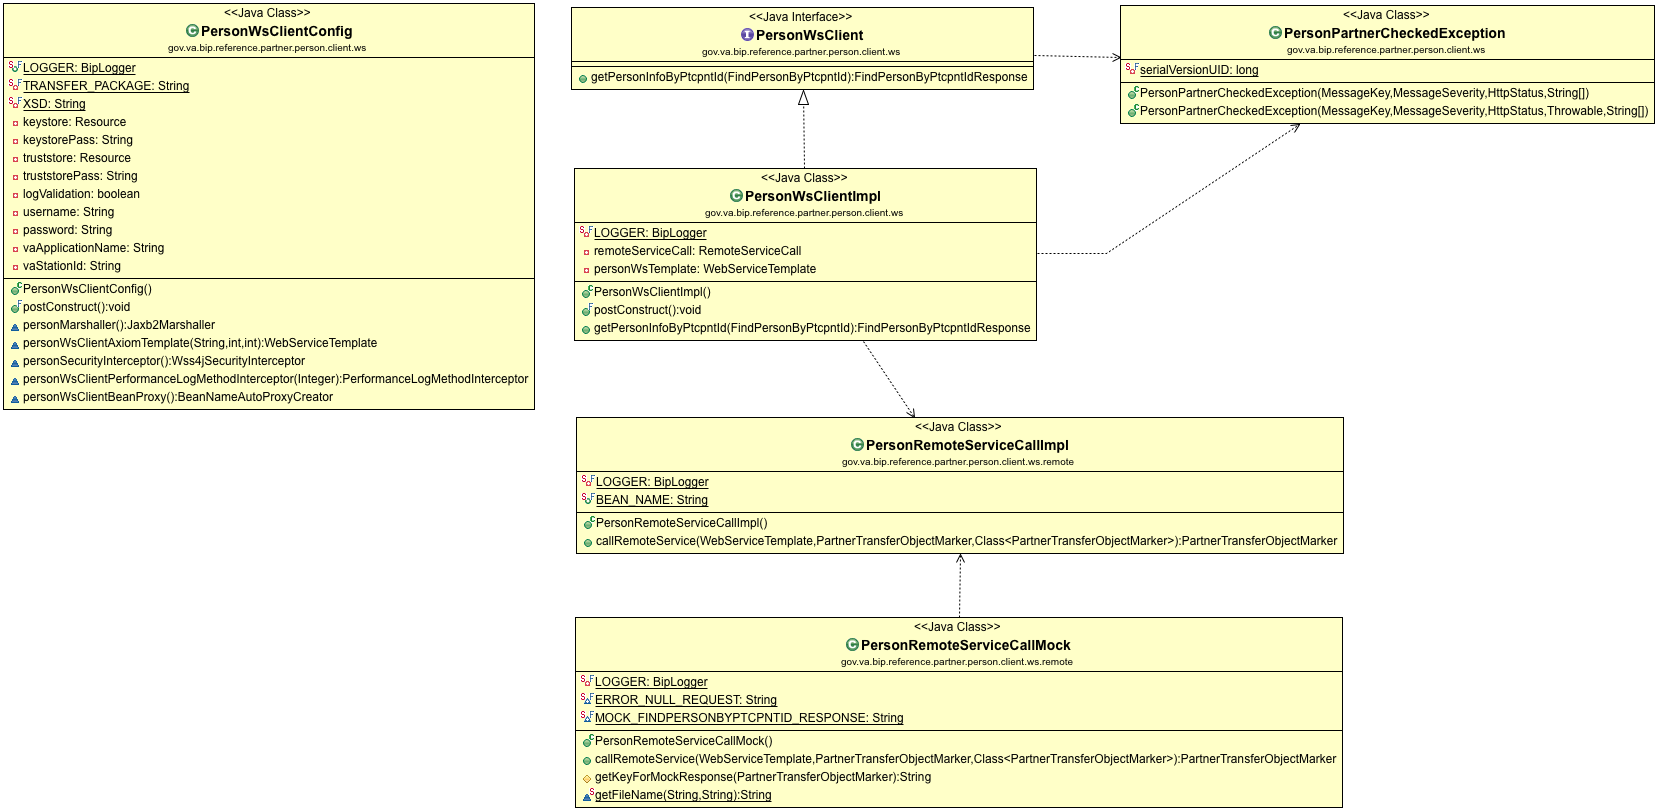 <<Java Class>>
PersonWsClientConfig
gov.va.bip.reference.partner.person.client.ws
LOGGER: BipLogger
TRANSFER_PACKAGE: String
XSD: String
keystore: Resource
keystorePass: String
truststore: Resource
truststorePass: String
logValidation: boolean
username: String
password: String
vaApplicationName: String
vaStationId: String
PersonWsClientConfig()
postConstruct():void
personMarshaller():Jaxb2Marshaller
personWsClientAxiomTemplate(String,int,int):WebServiceTemplate
personSecurityInterceptor():Wss4jSecurityInterceptor
personWsClientPerformanceLogMethodInterceptor(Integer):PerformanceLogMethodInterceptor
personWsClientBeanProxy():BeanNameAutoProxyCreator
<<Java Interface>>
PersonWsClient
gov.va.bip.reference.partner.person.client.ws
getPersonInfoByPtcpntId(FindPersonByPtcpntId):FindPersonByPtcpntIdResponse
<<Java Class>>
PersonPartnerCheckedException
gov.va.bip.reference.partner.person.client.ws
serialVersionUID: long
PersonPartnerCheckedException(MessageKey,MessageSeverity,HttpStatus,String[])
PersonPartnerCheckedException(MessageKey,MessageSeverity,HttpStatus,Throwable,String[])
<<Java Class>>
PersonWsClientImpl
gov.va.bip.reference.partner.person.client.ws
LOGGER: BipLogger
remoteServiceCall: RemoteServiceCall
personWsTemplate: WebServiceTemplate
PersonWsClientImpl()
postConstruct():void
getPersonInfoByPtcpntId(FindPersonByPtcpntId):FindPersonByPtcpntIdResponse
<<Java Class>>
PersonRemoteServiceCallImpl
gov.va.bip.reference.partner.person.client.ws.remote
LOGGER: BipLogger
BEAN_NAME: String
PersonRemoteServiceCallImpl()
callRemoteService(WebServiceTemplate,PartnerTransferObjectMarker,Class<PartnerTransferObjectMarker>):PartnerTransferObjectMarker
<<Java Class>>
PersonRemoteServiceCallMock
gov.va.bip.reference.partner.person.client.ws.remote
LOGGER: BipLogger
ERROR_NULL_REQUEST: String
MOCK_FINDPERSONBYPTCPNTID_RESPONSE: String
PersonRemoteServiceCallMock()
callRemoteService(WebServiceTemplate,PartnerTransferObjectMarker,Class<PartnerTransferObjectMarker>):PartnerTransferObjectMarker
getKeyForMockResponse(PartnerTransferObjectMarker):String
getFileName(String,String):String